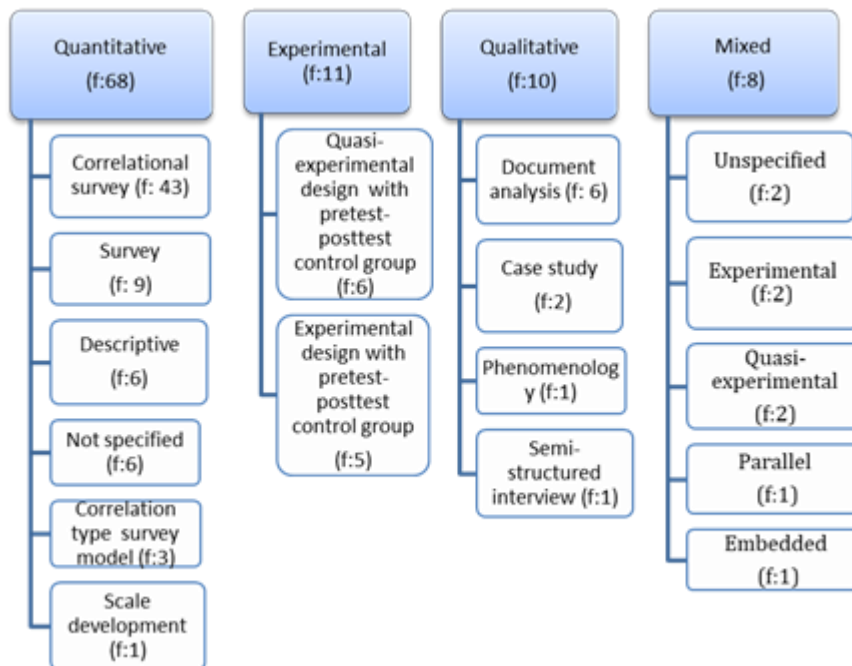 Quantitative
(f:68)
Correlational
survey (f: 43)
Survey
(f: 9)
Descriptive
(f:6)
Not specified
(f:6)
Correlation
type survey
model (f:3)
Scale
development
(f:1)
Experimental
(f:11)
Quasi-
experimental
design with
pretest-
posttest
control group
(f:6)
Experimental
design with
pretest-
posttest
control group
(f:5)
Qualitative
(f:10)
Document
analysis (f: 6)
Case study
(f:2)
Phenomenolog
y (f:1)
Semi-
structured
interview (f:1)
Mixed
(f:8)
Unspecified
(f:2)
Experimental
(f:2)
Quasi-
experimental
(f:2)
Parallel
(f:1)
Embedded
(f:1)